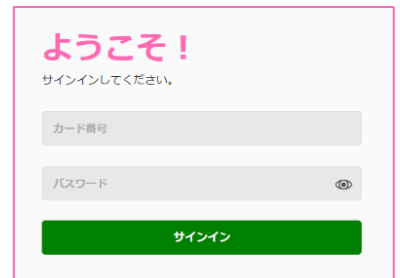 ようこそ！
サインインしてください。
カード番号
パスワード
サインイン